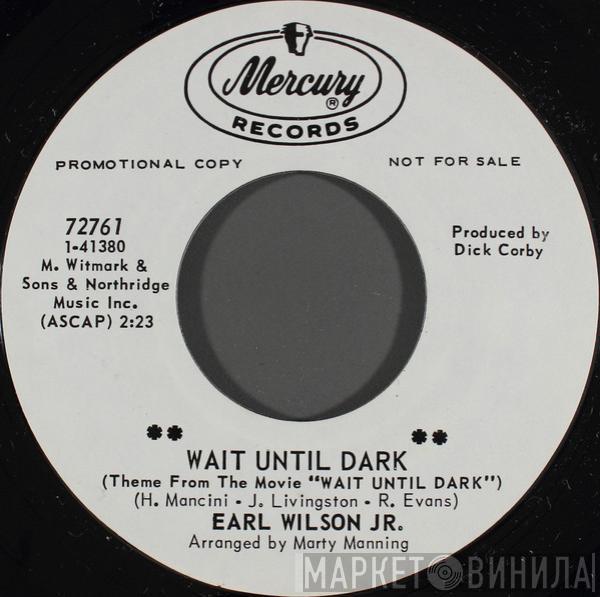 Mercury
®
RECORDS
PROMOTIONAL COPY
NOT FOR SALE
72761
1-41380
M. Witmark &
Sons & Northridge
Music Inc.
(ASCAP) 2:23
Produced by
Dick Corby
** **
WAIT UNTIL DARK
(Theme From The Movie "WAIT UNTIL DARK")
(H. Mancini - J. Livingston - R. Evans)
EARL WILSON JR.
Arranged by Marty Manning
МАРКЕТ ВИНИЛА